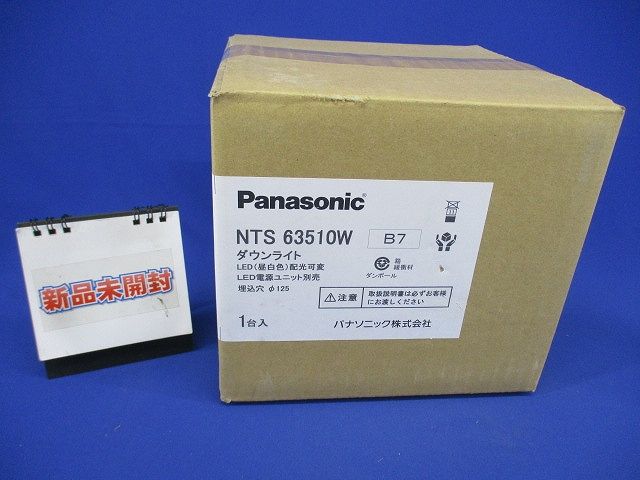 新品未開封
Panasonic®
NTS 63510W B7
ダウンライト
LED(昼白色)配光可変
LED電源ユニット別売
埋込穴 φ125
箱
緩衝材
ダンボール
⚠注意 取扱説明書は必ずお客様
にお渡しください
1台入
パナソニック株式会社